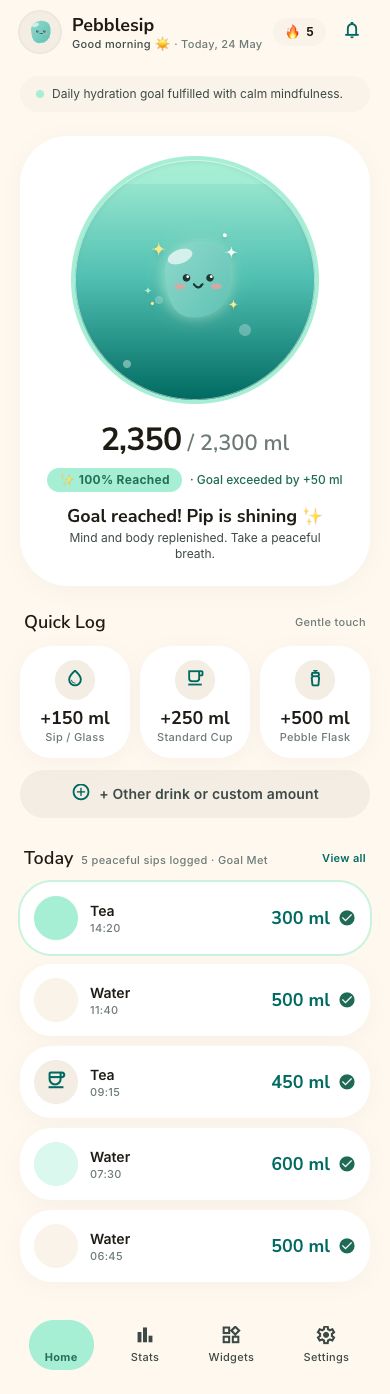 Pebblesip
Good morning ☀️ · Today, 24 May
🔥 5
Daily hydration goal fulfilled with calm mindfulness.
2,350 / 2,300 ml
✨ 100% Reached · Goal exceeded by +50 ml
Goal reached! Pip is shining ✨
Mind and body replenished. Take a peaceful
breath.
Quick Log
Gentle touch
+150 ml
Sip / Glass
+250 ml
Standard Cup
+500 ml
Pebble Flask
+ Other drink or custom amount
Today 5 peaceful sips logged · Goal Met
View all
Tea
14:20
300 ml
Water
11:40
500 ml
Tea
09:15
450 ml
Water
07:30
600 ml
Water
06:45
500 ml
Home
Stats
Widgets
Settings